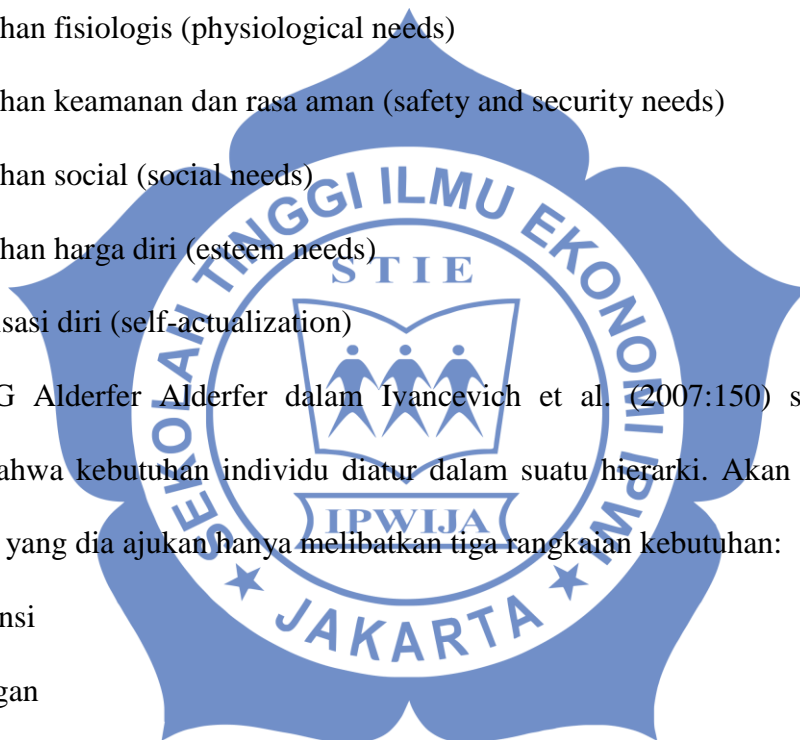 han fisiologis (physiological needs)
han keamanan dan rasa aman (safety and security needs)
han social (social needs)
han harga diri (esteem needs)
sasi diri (self-actualization)
G Alderfer Alderfer dalam Ivancevich et al. (2007:150) s
ahwa kebutuhan individu diatur dalam suatu hierarki. Akan
yang dia ajukan hanya melibatkan tiga rangkaian kebutuhan:
nsi
gan
SEKOLAH TINGGI ILMU EKONOMI IPWI
STIE
IPWIJA
★ JAKARTA ★